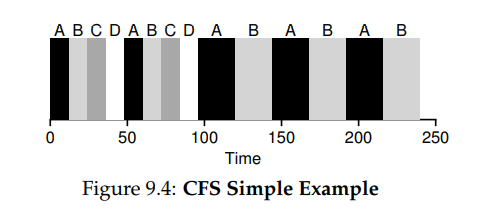 A B C D A B C D A B A B A B
0 50 100 150 200 250
Time
Figure 9.4: CFS Simple Example